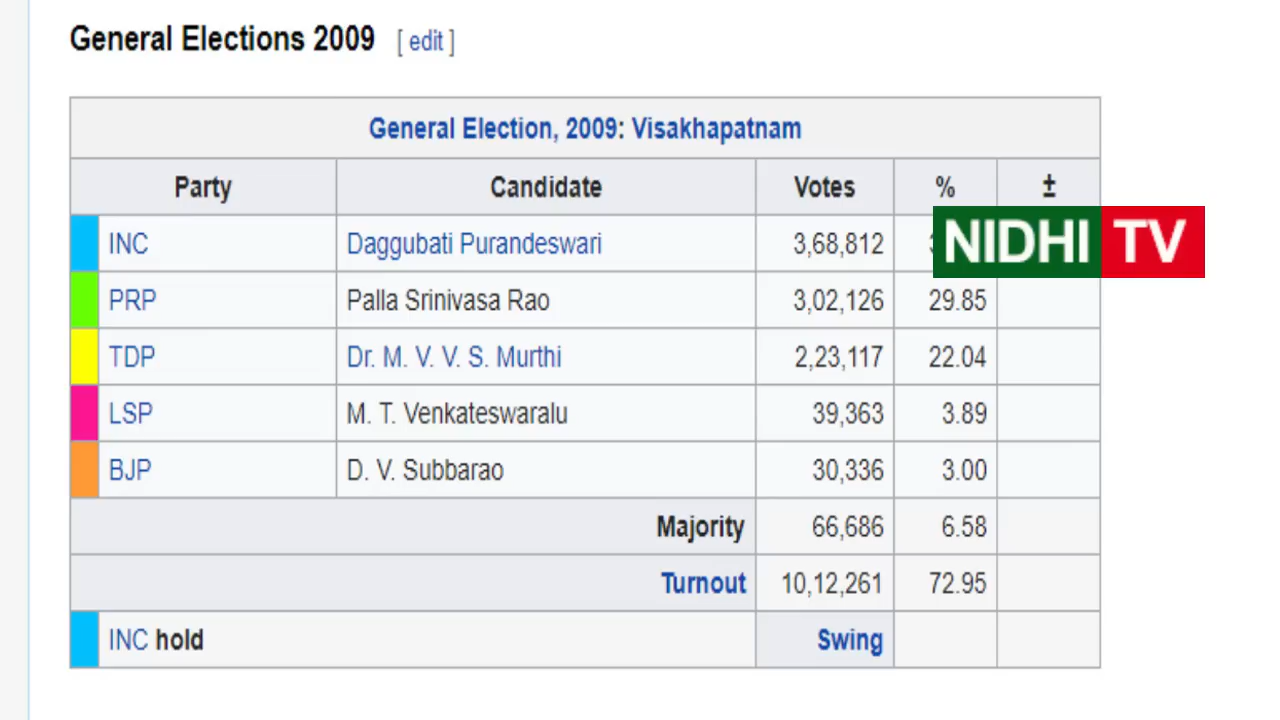 General Elections 2009 [ edit ]
General Election, 2009: Visakhapatnam
Party Candidate Votes % ±
INC Daggubati Purandeswari 3,68,812
NIDHI TV
PRP Palla Srinivasa Rao 3,02,126 29.85
TDP Dr. M. V. V. S. Murthi 2,23,117 22.04
LSP M. T. Venkateswaralu 39,363 3.89
BJP D. V. Subbarao 30,336 3.00
Majority 66,686 6.58
Turnout 10,12,261 72.95
INC hold Swing